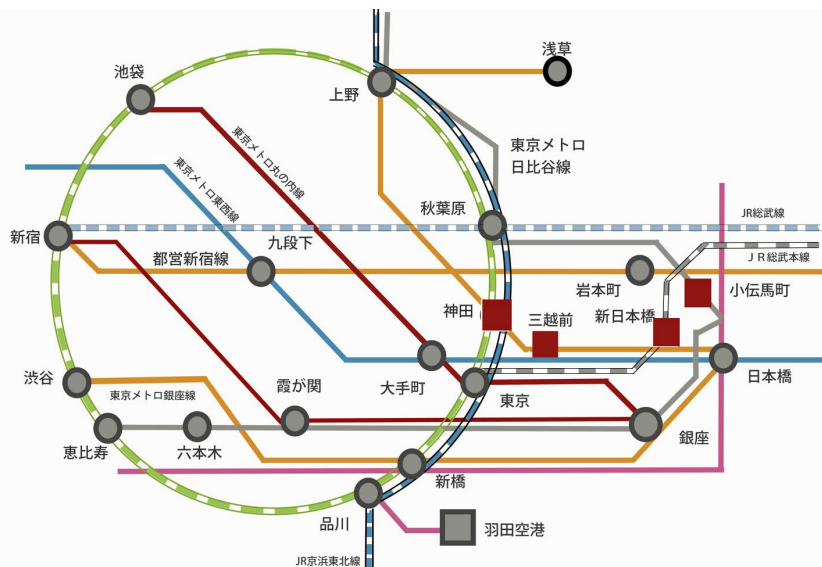 浅草
池袋
上野
東京メトロ丸の内線
東京メトロ
日比谷線
東京メトロ東西線
秋葉原
JR総武線
新宿
九段下
都営新宿線
ＪＲ総武本線
岩本町
小伝馬町
神田
三越前
新日本橋
渋谷
東京メトロ銀座線
霞が関
大手町
東京
日本橋
恵比寿
六本木
銀座
新橋
品川
羽田空港
JR京浜東北線